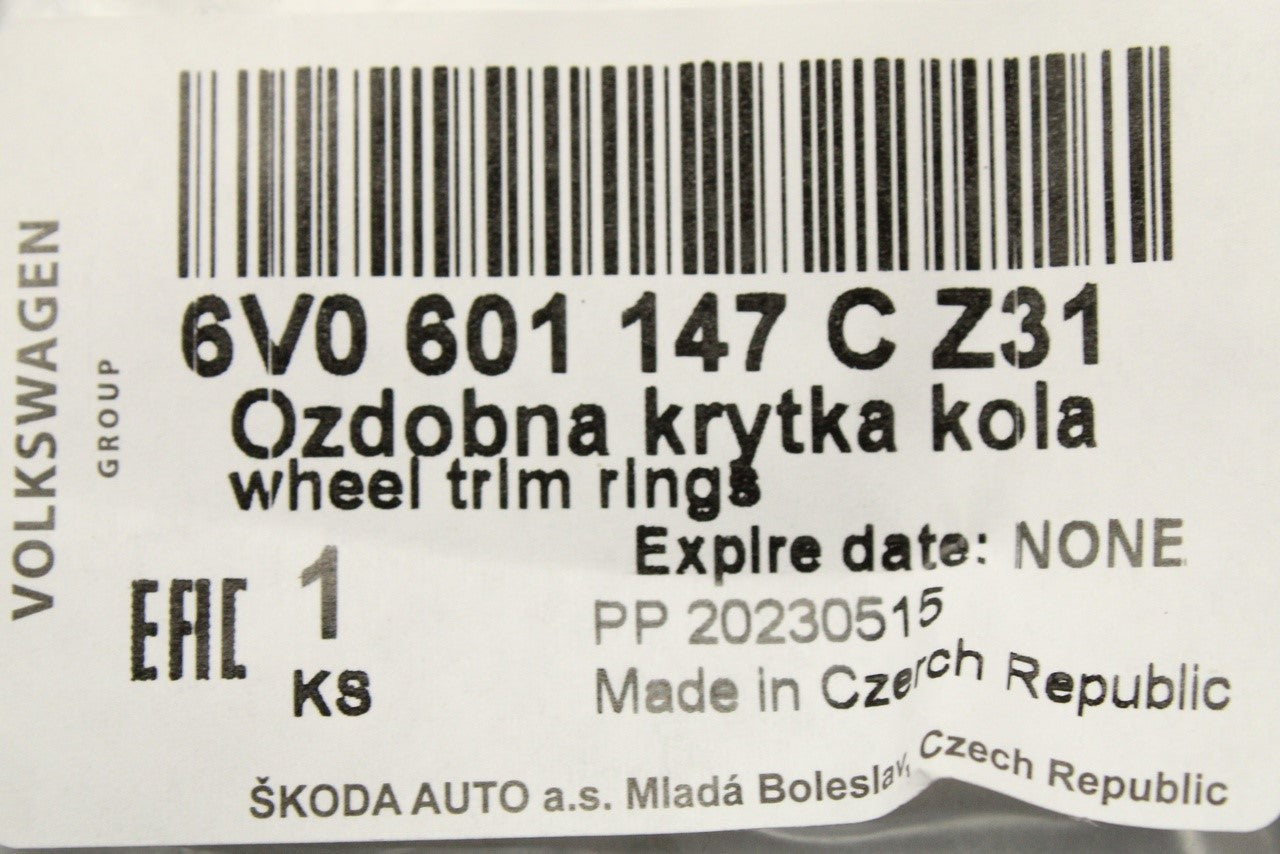 VOLKSWAGEN
GROUP
6V0 601 147 C Z31
Ozdobna krytka kola
wheel trim rings
Expire date: NONE
EAC
1
KS
PP 20230515
Made in Czech Republic
ŠKODA AUTO a.s. Mladá Boleslav, Czech Republic